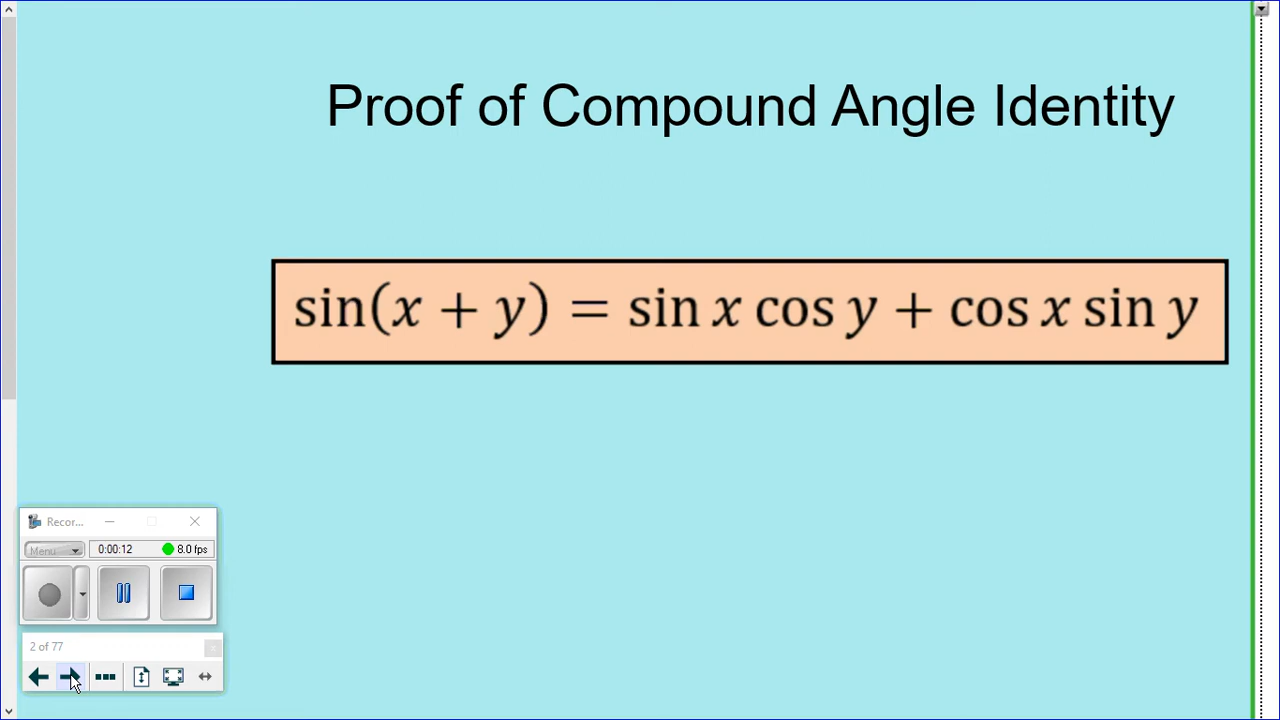 Proof of Compound Angle Identity
sin(x + y) = sin x cos y + cos x sin y
Recor...
Menu
0:00:12
8.0 fps
2 of 77